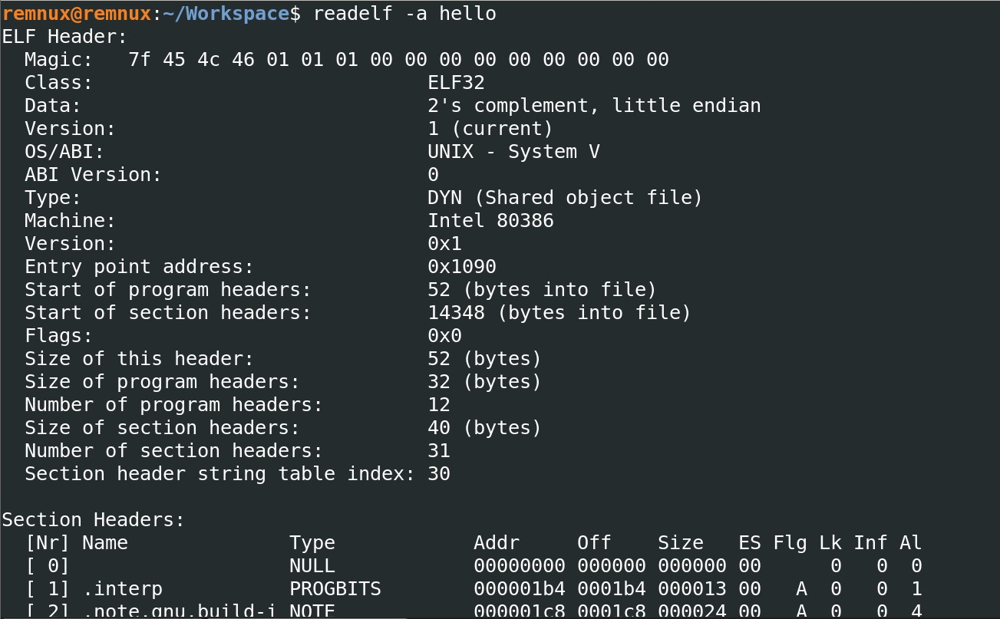 remnux@remnux:~/Workspace$ readelf -a hello
ELF Header:
  Magic:   7f 45 4c 46 01 01 01 00 00 00 00 00 00 00 00 00
  Class:                             ELF32
  Data:                              2's complement, little endian
  Version:                           1 (current)
  OS/ABI:                            UNIX - System V
  ABI Version:                       0
  Type:                              DYN (Shared object file)
  Machine:                           Intel 80386
  Version:                           0x1
  Entry point address:               0x1090
  Start of program headers:          52 (bytes into file)
  Start of section headers:          14348 (bytes into file)
  Flags:                             0x0
  Size of this header:               52 (bytes)
  Size of program headers:           32 (bytes)
  Number of program headers:         12
  Size of section headers:           40 (bytes)
  Number of section headers:         31
  Section header string table index: 30

Section Headers:
  [Nr] Name              Type            Addr     Off    Size   ES Flg Lk Inf Al
  [ 0]                   NULL            00000000 000000 000000 00      0   0  0
  [ 1] .interp           PROGBITS        000001b4 0001b4 000013 00   A  0   0  1
  [ 2] .note.gnu.build-i NOTE            000001c8 0001c8 000024 00   A  0   0  4